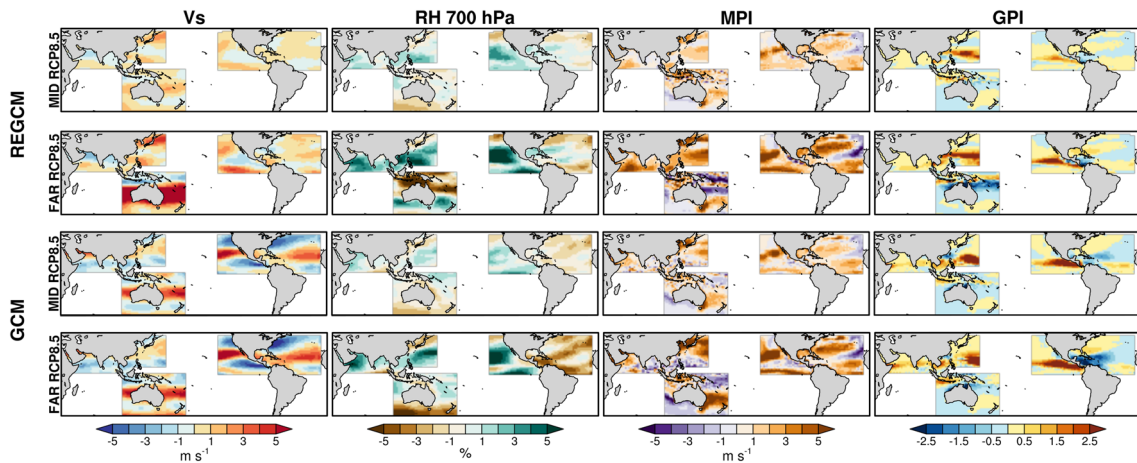 Vs RH 700 hPa MPI GPI
REGCM
MID RCP8.5
FAR RCP8.5
GCM
MID RCP8.5
FAR RCP8.5
-5 -3 -1 1 3 5
m s⁻¹
-5 -3 -1 1 3 5
%
-5 -3 -1 1 3 5
m s⁻¹
-2.5 -1.5 -0.5 0.5 1.5 2.5